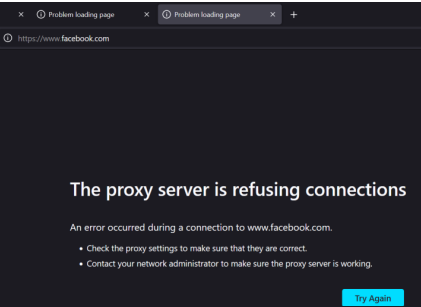 Problem loading page
Problem loading page
https://www.facebook.com
The proxy server is refusing connections
An error occurred during a connection to www.facebook.com.
• Check the proxy settings to make sure that they are correct.
• Contact your network administrator to make sure the proxy server is working.
Try Again